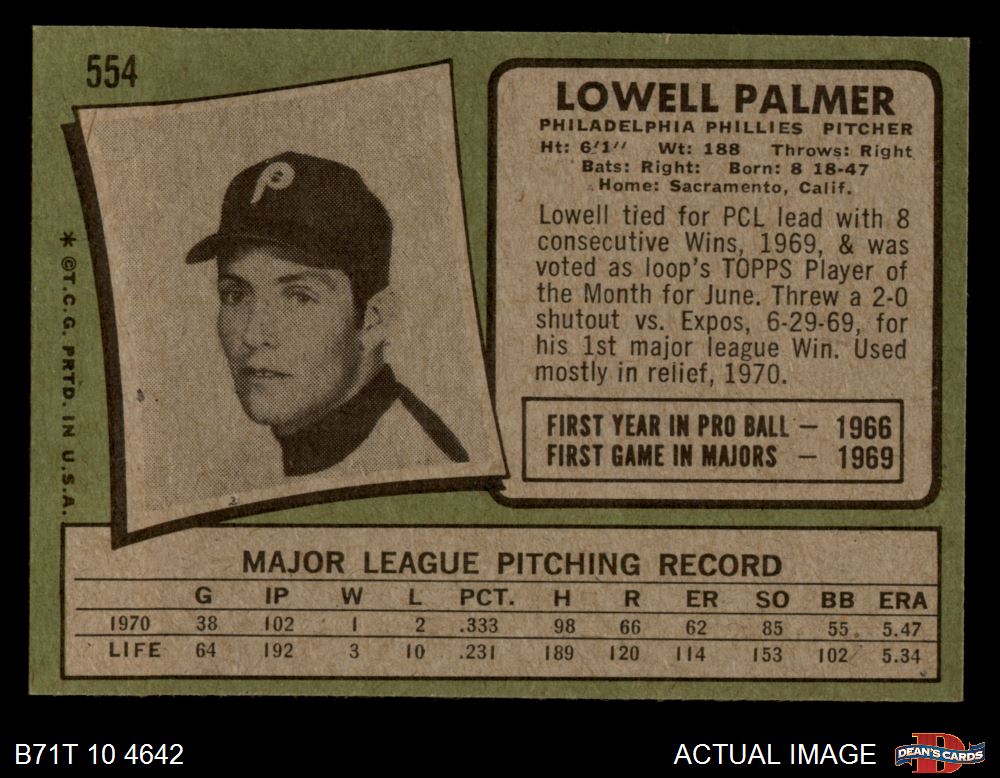 554
LOWELL PALMER
PHILADELPHIA PHILLIES PITCHER
Ht: 6'1" Wt: 188 Throws: Right
Bats: Right: Born: 8 18-47
Home: Sacramento, Calif.
Lowell tied for PCL lead with 8
consecutive Wins, 1969, & was
voted as loop's TOPPS Player of
the Month for June. Threw a 2-0
shutout vs. Expos, 6-29-69, for
his 1st major league Win. Used
mostly in relief, 1970.
FIRST YEAR IN PRO BALL — 1966
FIRST GAME IN MAJORS — 1969
P
2
* ©T.C.G. PRTD. IN U.S.A.
MAJOR LEAGUE PITCHING RECORD
G IP W L PCT. H R ER SO BB ERA
1970 38 102 1 2 .333 98 66 62 85 55 5.47
LIFE 64 192 3 10 .231 189 120 114 153 102 5.34
B71T 10 4642
ACTUAL IMAGE
D
DEAN'S CARDS